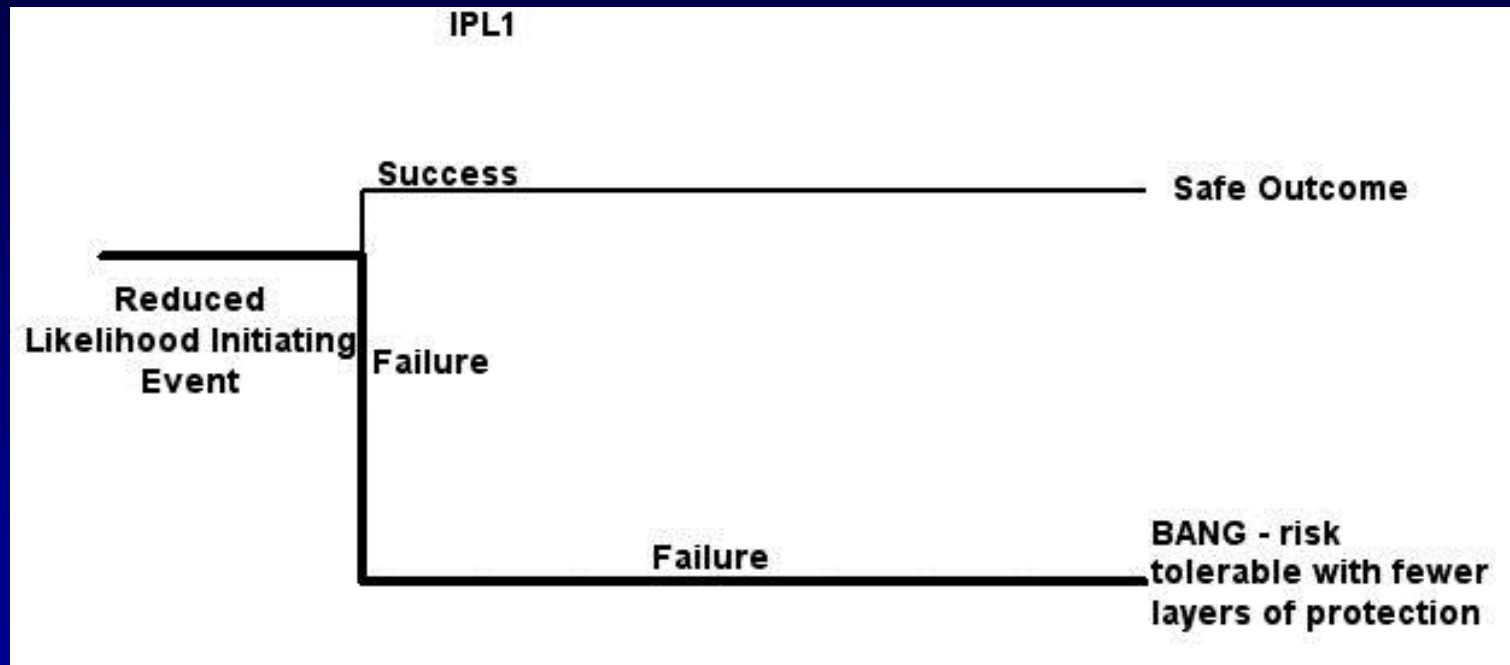 IPL1
Success
Safe Outcome
Reduced
Likelihood Initiating
Event
Failure
Failure
BANG - risk
tolerable with fewer
layers of protection